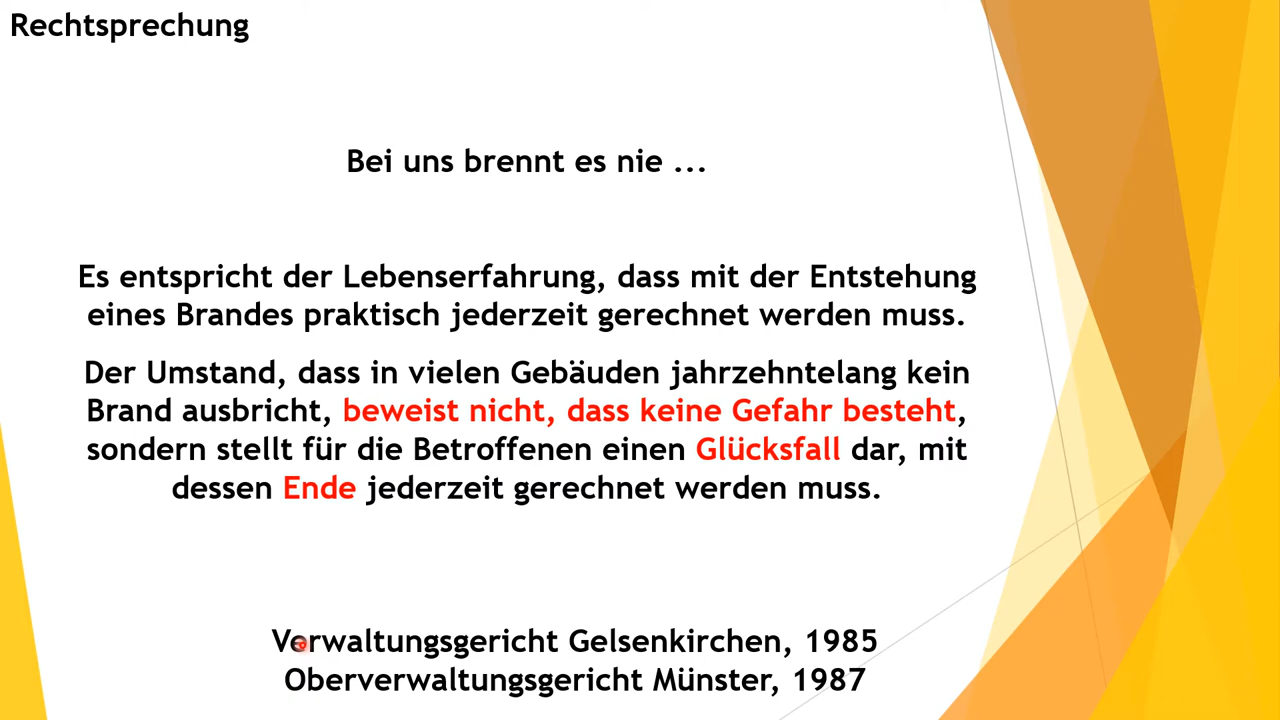 Rechtsprechung
Bei uns brennt es nie ...
Es entspricht der Lebenserfahrung, dass mit der Entstehung
eines Brandes praktisch jederzeit gerechnet werden muss.
Der Umstand, dass in vielen Gebäuden jahrzehntelang kein
Brand ausbricht, beweist nicht, dass keine Gefahr besteht,
sondern stellt für die Betroffenen einen Glücksfall dar, mit
dessen Ende jederzeit gerechnet werden muss.
Verwaltungsgericht Gelsenkirchen, 1985
Oberverwaltungsgericht Münster, 1987